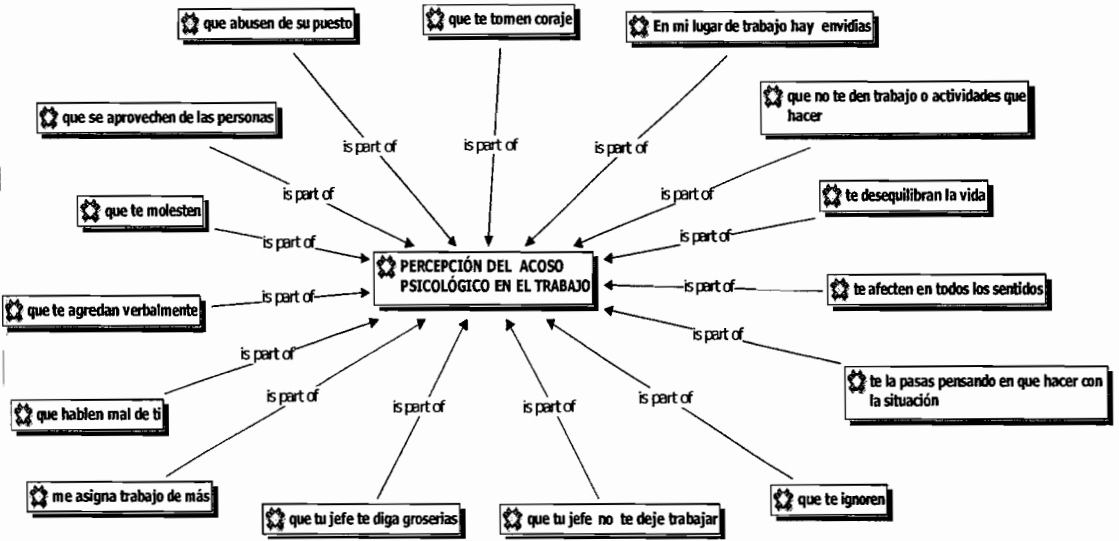 que abusen de su puesto
que te tomen coraje
En mi lugar de trabajo hay envidias
que se aprovechen de las personas
que no te den trabajo o actividades que
hacer
is part of
is part of
is part of
is part of
is part of
que te molesten
te desequilibran la vida
is part of
is part of
PERCEPCIÓN DEL ACOSO
PSICOLÓGICO EN EL TRABAJO
que te agredan verbalmente
is part of
is part of
te afecten en todos los sentidos
is part of
is part of
que hablen mal de ti
is part of
is part of
is part of
is part of
te la pasas pensando en que hacer con
la situación
me asigna trabajo de más
que tu jefe te diga groserias
que tu jefe no te deje trabajar
que te ignoren